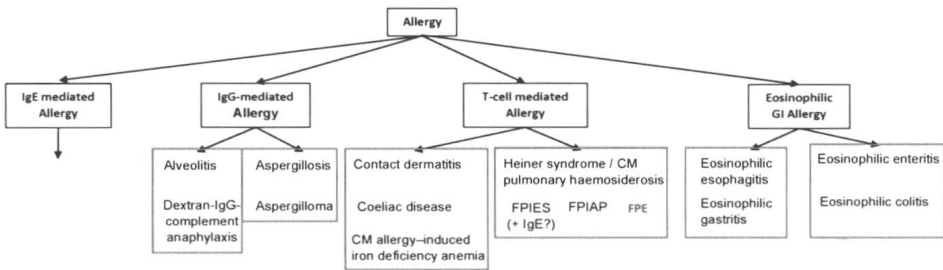 Allergy
IgE mediated
Allergy
IgG-mediated
Allergy
T-cell mediated
Allergy
Eosinophilic
GI Allergy
Alveolitis
Dextran-IgG-
complement
anaphylaxis
Aspergillosis
Aspergilloma
Contact dermatitis
Coeliac disease
CM allergy–induced
iron deficiency anemia
Heiner syndrome / CM
pulmonary haemosiderosis
FPIES FPIAP FPE
(+ IgE?)
Eosinophilic
esophagitis
Eosinophilic
gastritis
Eosinophilic enteritis
Eosinophilic colitis